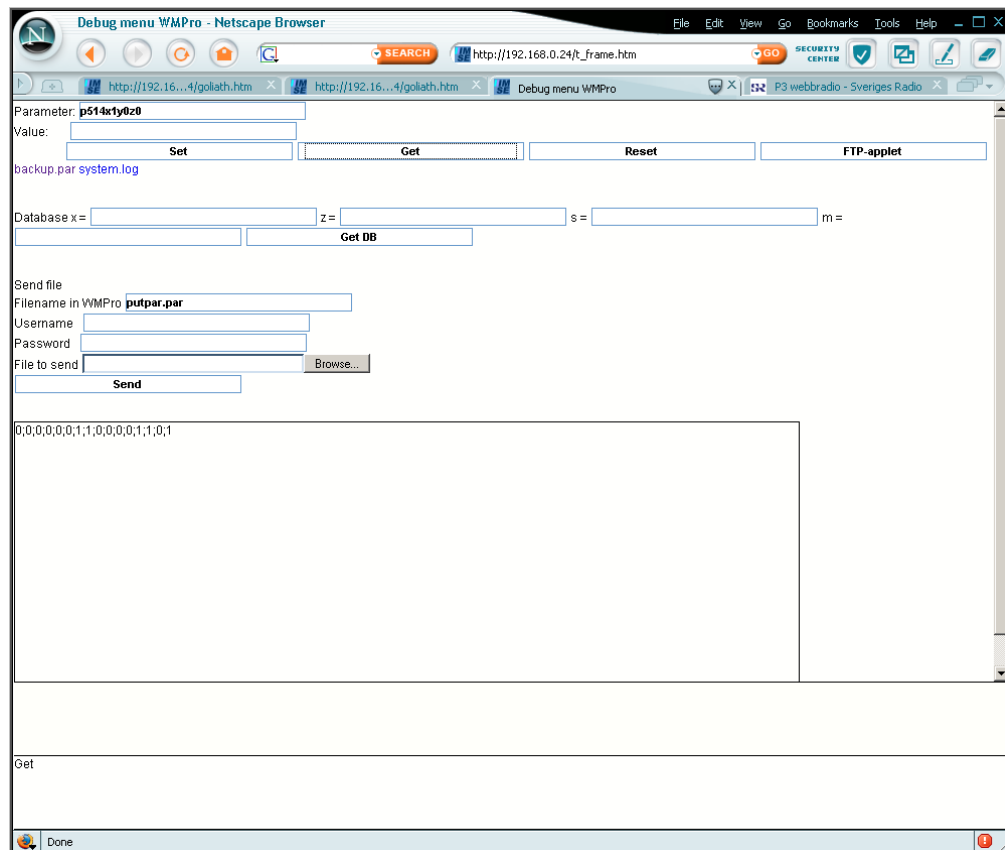 Debug menu WMPro - Netscape Browser
File Edit View Go Bookmarks Tools Help
N
G
SEARCH
http://192.168.0.24/t_frame.htm
GO
SECURITY CENTER
http://192.16...4/goliath.htm
http://192.16...4/goliath.htm
Debug menu WMPro
SR P3 webbradio - Sveriges Radio
Parameter: p514x1y0z0
Value:
Set Get Reset FTP-applet
backup.par system.log
Database x = z = s = m =
Get DB
Send file
Filename in WMPro putpar.par
Username
Password
File to send Browse...
Send
0;0;0;0;0;0;1;1;0;0;0;0;1;1;0;1
Get
Done